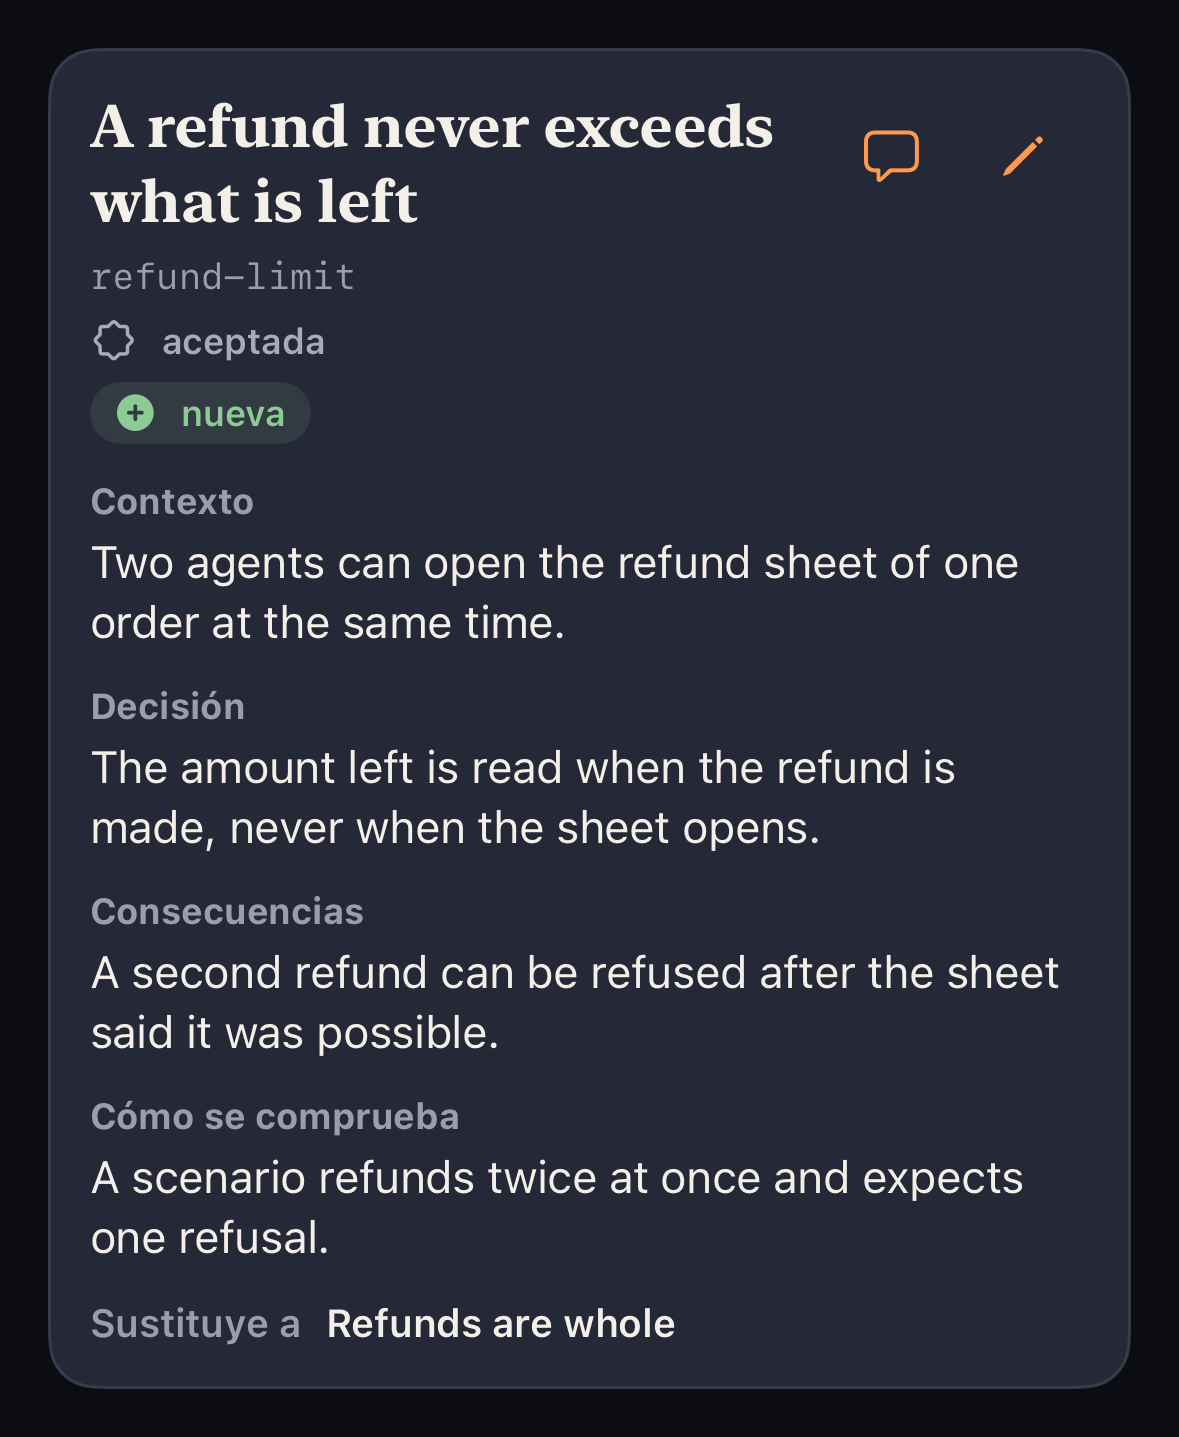 A refund never exceeds
what is left
refund-limit
aceptada
nueva
Contexto
Two agents can open the refund sheet of one
order at the same time.
Decisión
The amount left is read when the refund is
made, never when the sheet opens.
Consecuencias
A second refund can be refused after the sheet
said it was possible.
Cómo se comprueba
A scenario refunds twice at once and expects
one refusal.
Sustituye a Refunds are whole